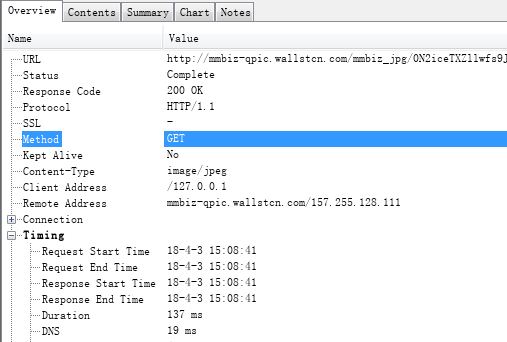 Overview Contents Summary Chart Notes
Name Value
URL http://mmbiz-qpic.wallstcn.com/mmbiz_jpg/0N2iceTXZllwfs9J
Status Complete
Response Code 200 OK
Protocol HTTP/1.1
SSL -
Method GET
Kept Alive No
Content-Type image/jpeg
Client Address /127.0.0.1
Remote Address mmbiz-qpic.wallstcn.com/157.255.128.111
Connection
Timing
Request Start Time 18-4-3 15:08:41
Request End Time 18-4-3 15:08:41
Response Start Time 18-4-3 15:08:41
Response End Time 18-4-3 15:08:41
Duration 137 ms
DNS 19 ms